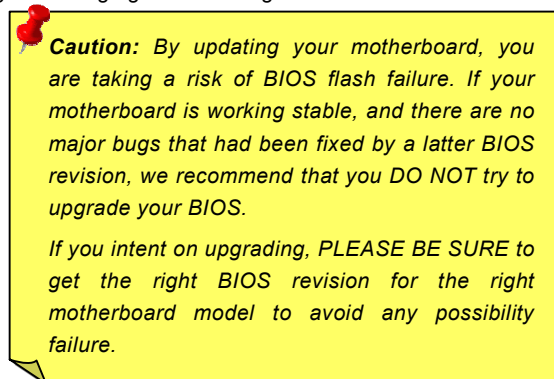 Caution: By updating your motherboard, you
are taking a risk of BIOS flash failure. If your
motherboard is working stable, and there are no
major bugs that had been fixed by a latter BIOS
revision, we recommend that you DO NOT try to
upgrade your BIOS.
If you intent on upgrading, PLEASE BE SURE to
get the right BIOS revision for the right
motherboard model to avoid any possibility
failure.